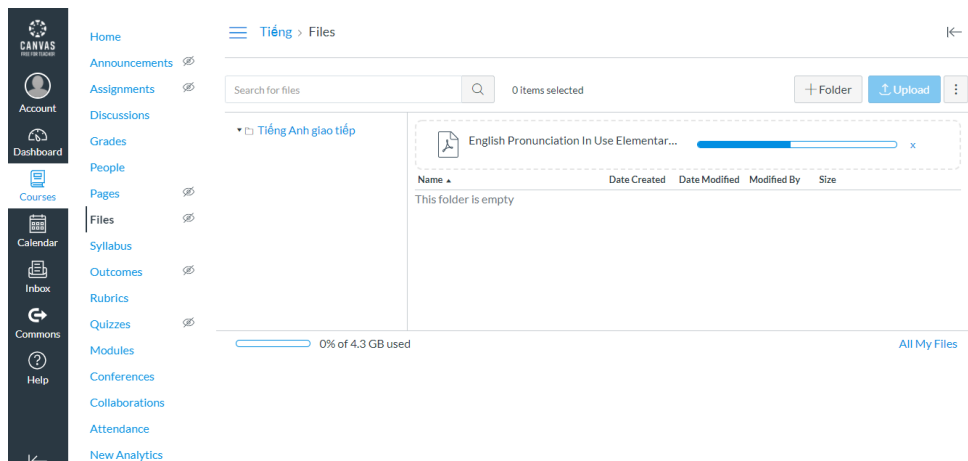 CANVAS
FREE FOR TEACHER
Account
Dashboard
Courses
Calendar
Inbox
Commons
Help
Home
Announcements
Assignments
Discussions
Grades
People
Pages
Files
Syllabus
Outcomes
Rubrics
Quizzes
Modules
Conferences
Collaborations
Attendance
New Analytics
Tiếng > Files
Search for files
0 items selected
+ Folder
Upload
Tiếng Anh giao tiếp
English Pronunciation In Use Elementar... x
Name Date Created Date Modified Modified By Size
This folder is empty
0% of 4.3 GB used
All My Files